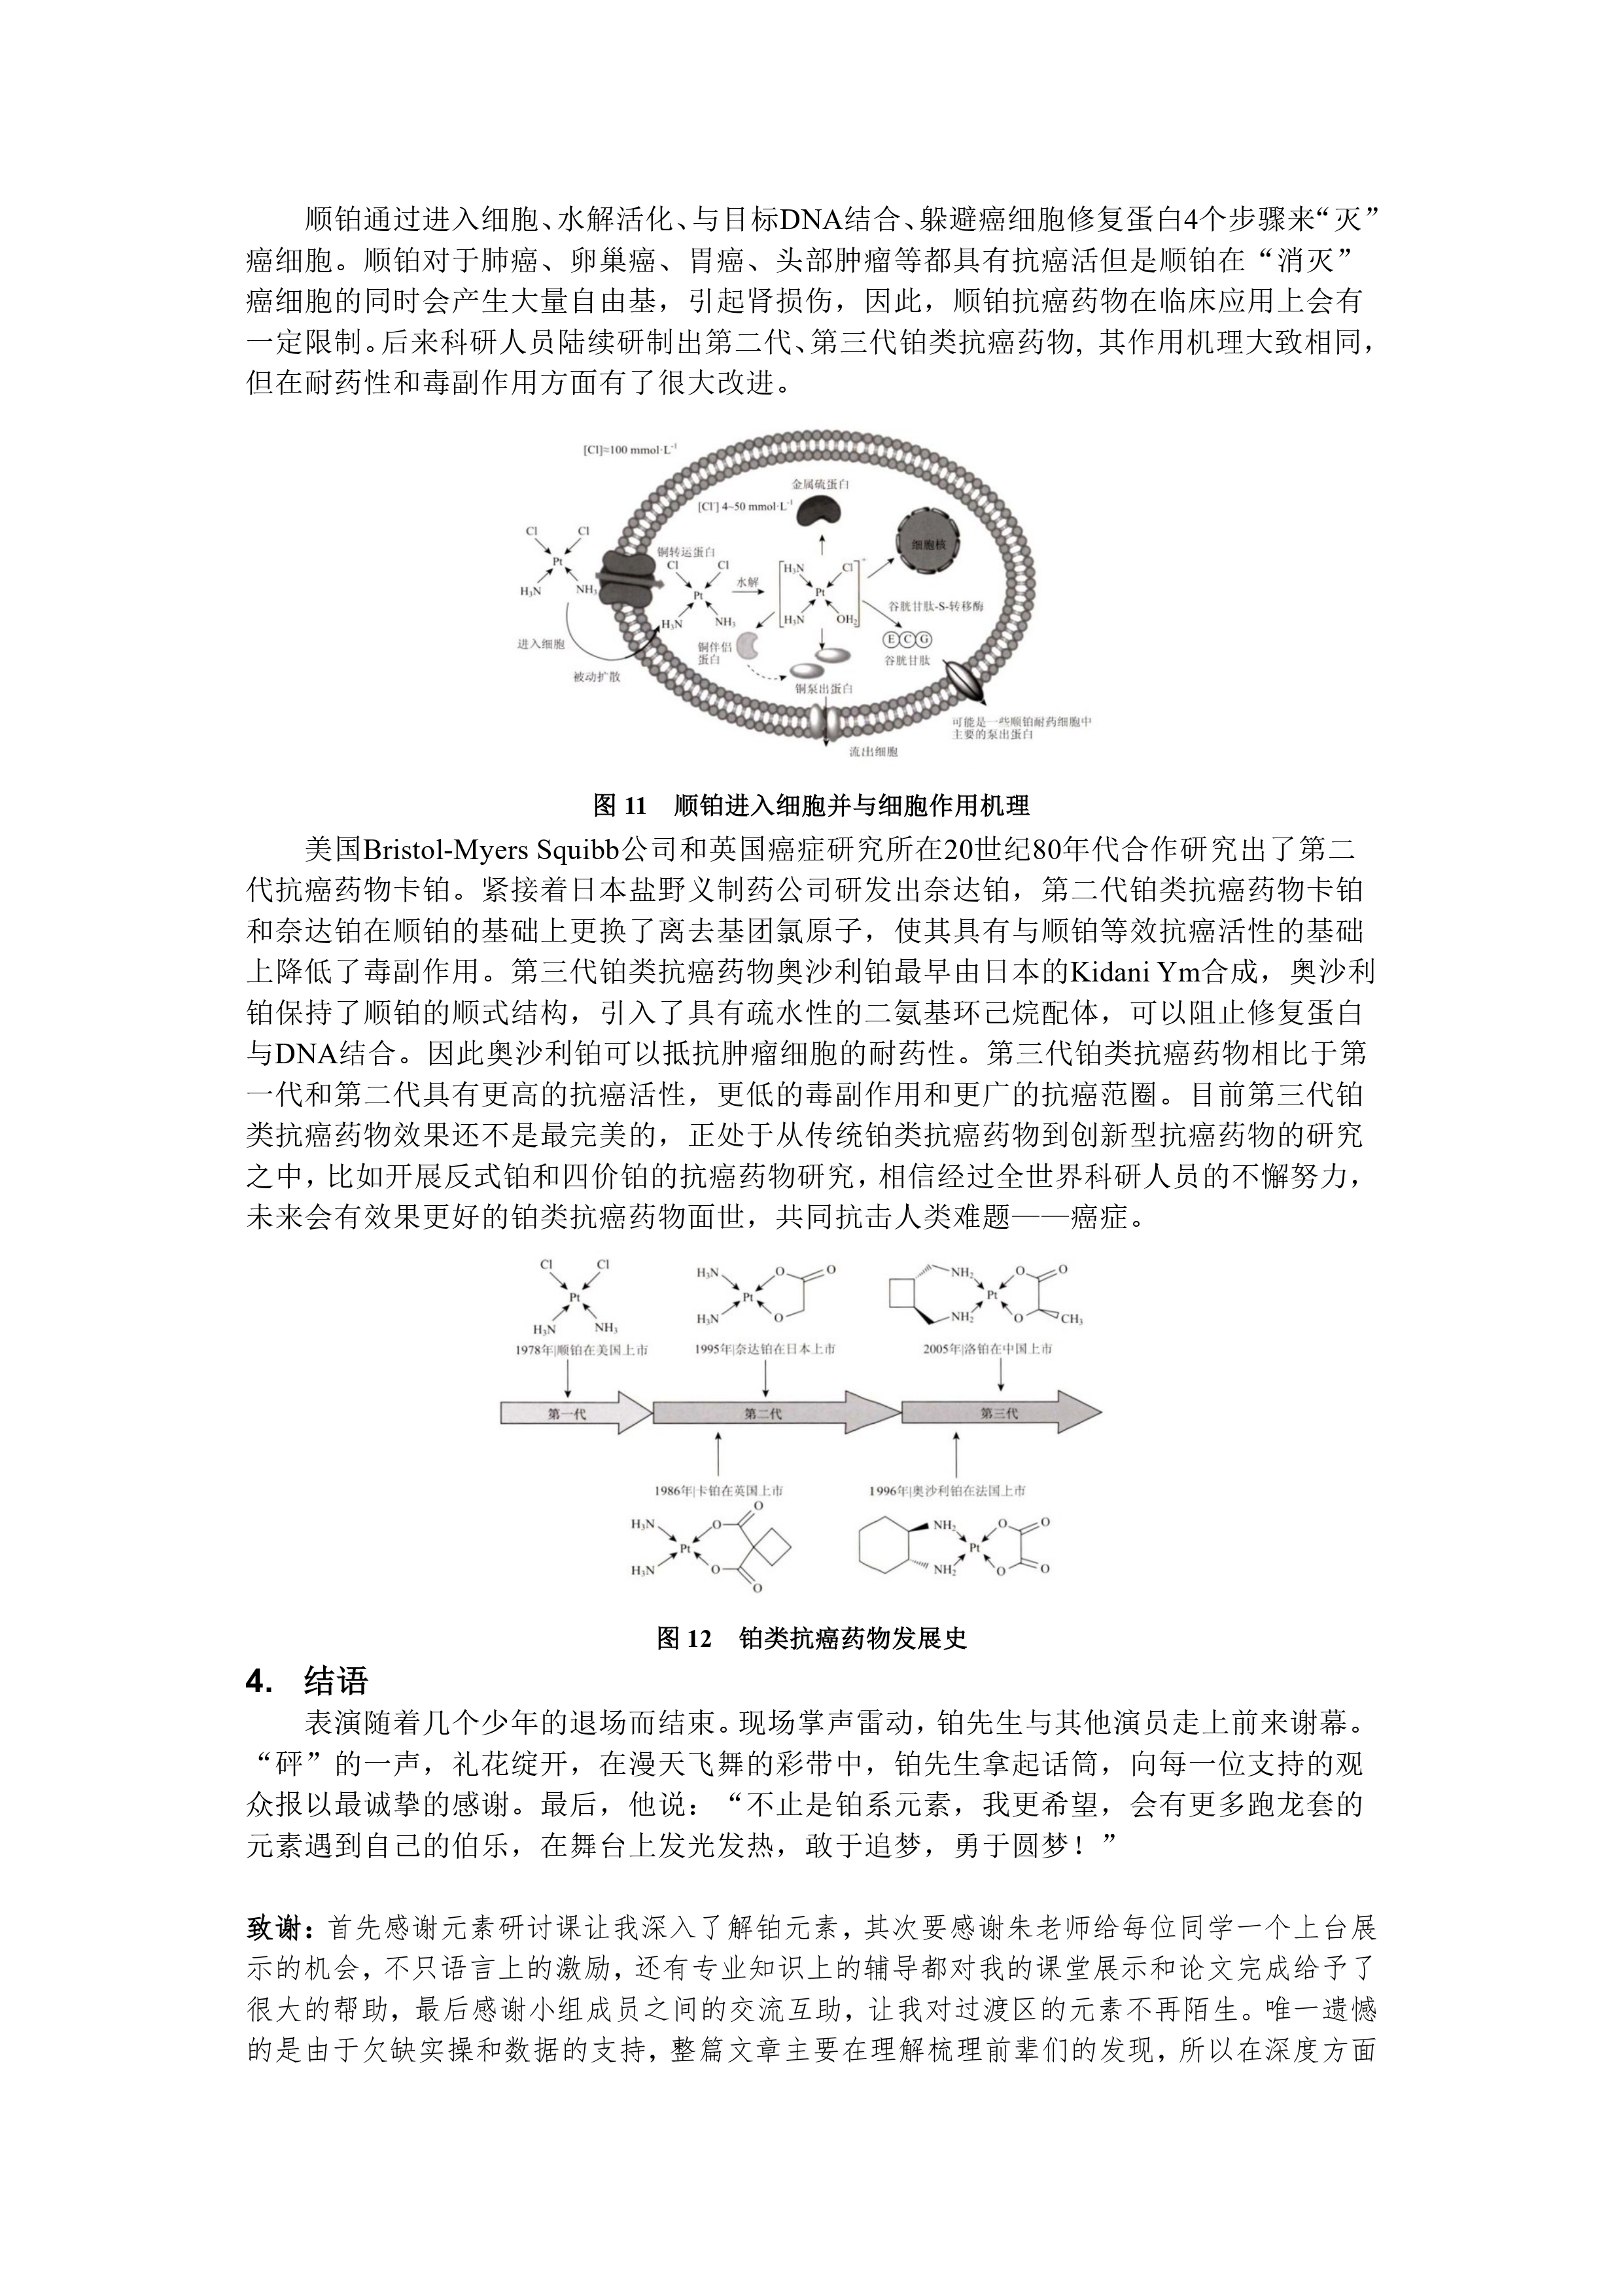 顺铂通过进入细胞、水解活化、与目标DNA结合、躲避癌细胞修复蛋白4个步骤来“灭”
癌细胞。顺铂对于肺癌、卵巢癌、胃癌、头部肿瘤等都具有抗癌活但是顺铂在“消灭”
癌细胞的同时会产生大量自由基，引起肾损伤，因此，顺铂抗癌药物在临床应用上会有
一定限制。后来科研人员陆续研制出第二代、第三代铂类抗癌药物, 其作用机理大致相同，
但在耐药性和毒副作用方面有了很大改进。
[Cl]≈100 mmol·L⁻¹
金属硫蛋白
[Cl⁻] 4~50 mmol·L⁻¹
细胞核
Cl Cl
Pt
H₃N NH₃
铜转运蛋白
Cl Cl
Pt
H₃N NH₃
水解
H₃N Cl +
Pt
H₃N OH₂
谷胱甘肽-S-转移酶
E C G
谷胱甘肽
铜伴侣
蛋白
进入细胞
被动扩散
铜泵出蛋白
可能是一些顺铂耐药细胞中
主要的泵出蛋白
流出细胞
图 11 顺铂进入细胞并与细胞作用机理
美国Bristol-Myers Squibb公司和英国癌症研究所在20世纪80年代合作研究出了第二
代抗癌药物卡铂。紧接着日本盐野义制药公司研发出奈达铂，第二代铂类抗癌药物卡铂
和奈达铂在顺铂的基础上更换了离去基团氯原子，使其具有与顺铂等效抗癌活性的基础
上降低了毒副作用。第三代铂类抗癌药物奥沙利铂最早由日本的Kidani Ym合成，奥沙利
铂保持了顺铂的顺式结构，引入了具有疏水性的二氨基环己烷配体，可以阻止修复蛋白
与DNA结合。因此奥沙利铂可以抵抗肿瘤细胞的耐药性。第三代铂类抗癌药物相比于第
一代和第二代具有更高的抗癌活性，更低的毒副作用和更广的抗癌范圈。目前第三代铂
类抗癌药物效果还不是最完美的，正处于从传统铂类抗癌药物到创新型抗癌药物的研究
之中，比如开展反式铂和四价铂的抗癌药物研究，相信经过全世界科研人员的不懈努力，
未来会有效果更好的铂类抗癌药物面世，共同抗击人类难题——癌症。
Cl Cl
Pt
H₃N NH₃
H₃N O O
Pt
H₃N O
NH₂ O O
Pt
NH₂ O CH₃
1978年|顺铂在美国上市
1995年|奈达铂在日本上市
2005年|洛铂在中国上市
第一代
第二代
第三代
1986年|卡铂在英国上市
1996年|奥沙利铂在法国上市
H₃N O O
Pt
H₃N O O
NH₂ O O
Pt
NH₂ O O
图 12 铂类抗癌药物发展史
4. 结语
表演随着几个少年的退场而结束。现场掌声雷动，铂先生与其他演员走上前来谢幕。
“砰”的一声，礼花绽开，在漫天飞舞的彩带中，铂先生拿起话筒，向每一位支持的观
众报以最诚挚的感谢。最后，他说：“不止是铂系元素，我更希望，会有更多跑龙套的
元素遇到自己的伯乐，在舞台上发光发热，敢于追梦，勇于圆梦！”
致谢：首先感谢元素研讨课让我深入了解铂元素，其次要感谢朱老师给每位同学一个上台展
示的机会，不只语言上的激励，还有专业知识上的辅导都对我的课堂展示和论文完成给予了
很大的帮助，最后感谢小组成员之间的交流互助，让我对过渡区的元素不再陌生。唯一遗憾
的是由于欠缺实操和数据的支持，整篇文章主要在理解梳理前辈们的发现，所以在深度方面